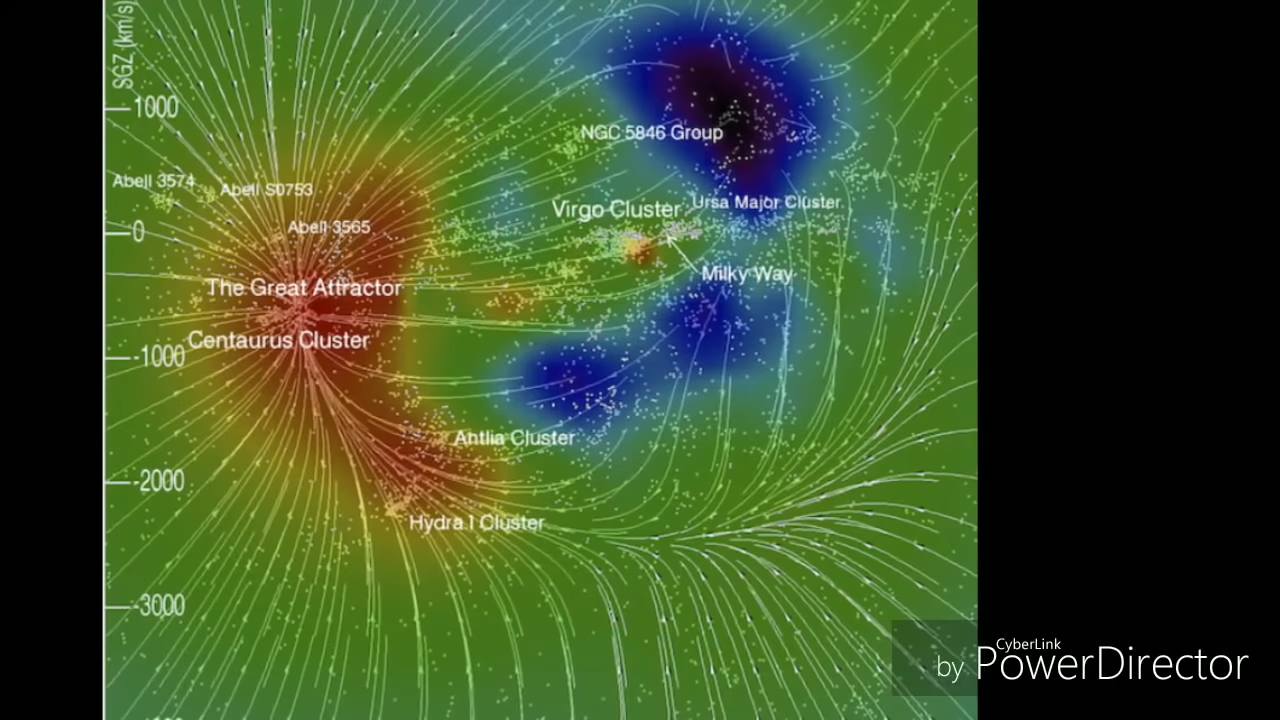 SGZ (km/s)
1000
NGC 5846 Group
Abell 3574
Abell S0753
Ursa Major Cluster
Virgo Cluster
Abell 3565
0
Milky Way
The Great Attractor
Centaurus Cluster
-1000
Antlia Cluster
-2000
Hydra I Cluster
-3000
CyberLink
by PowerDirector